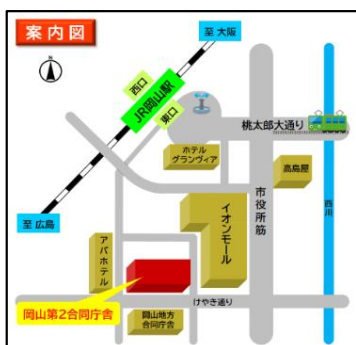 案内図
至 大阪
西口
JR岡山駅
東口
桃太郎大通り
ホテル
グランヴィア
高島屋
市役所筋
西川
至 広島
イオンモール
アパホテル
岡山第2合同庁舎
けやき通り
岡山地方
合同庁舎